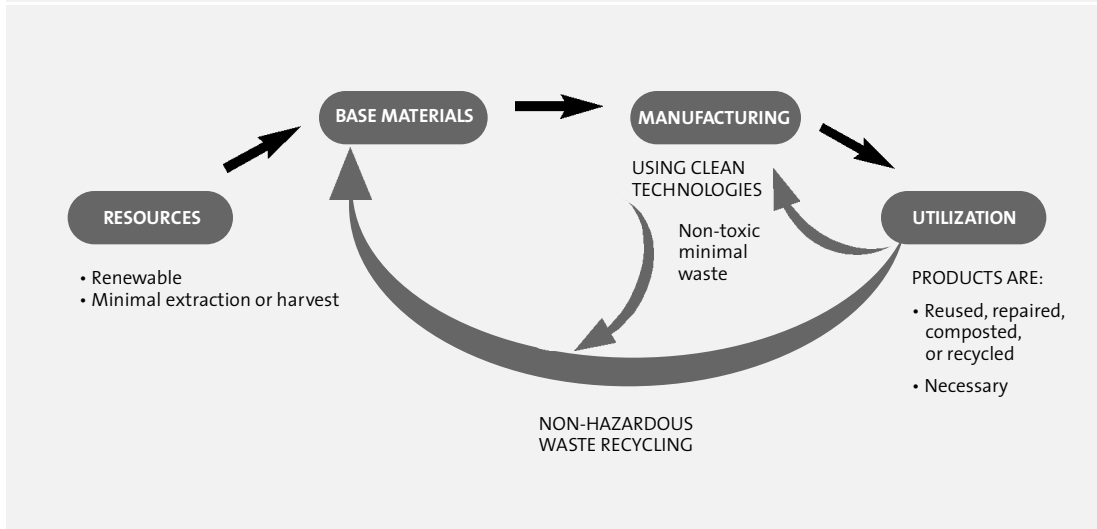 RESOURCES
• Renewable
• Minimal extraction or harvest
BASE MATERIALS
MANUFACTURING
USING CLEAN
TECHNOLOGIES
Non-toxic
minimal
waste
UTILIZATION
PRODUCTS ARE:
• Reused, repaired,
composted,
or recycled
• Necessary
NON-HAZARDOUS
WASTE RECYCLING